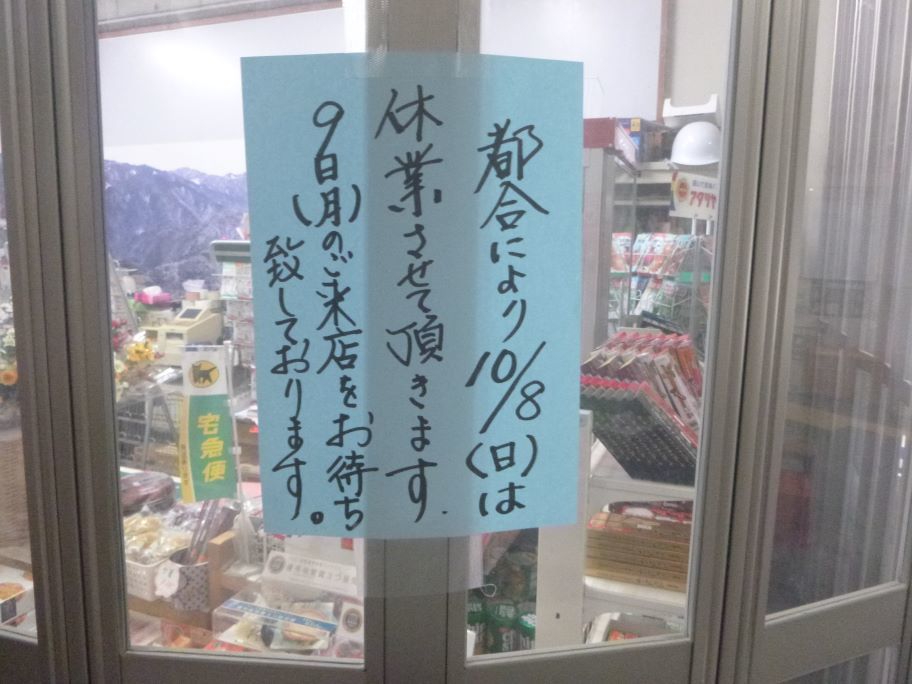 都合により10/8(日)は
休業させて頂きます.
9日(月)のご来店をお待ち
致しております。
宅急便